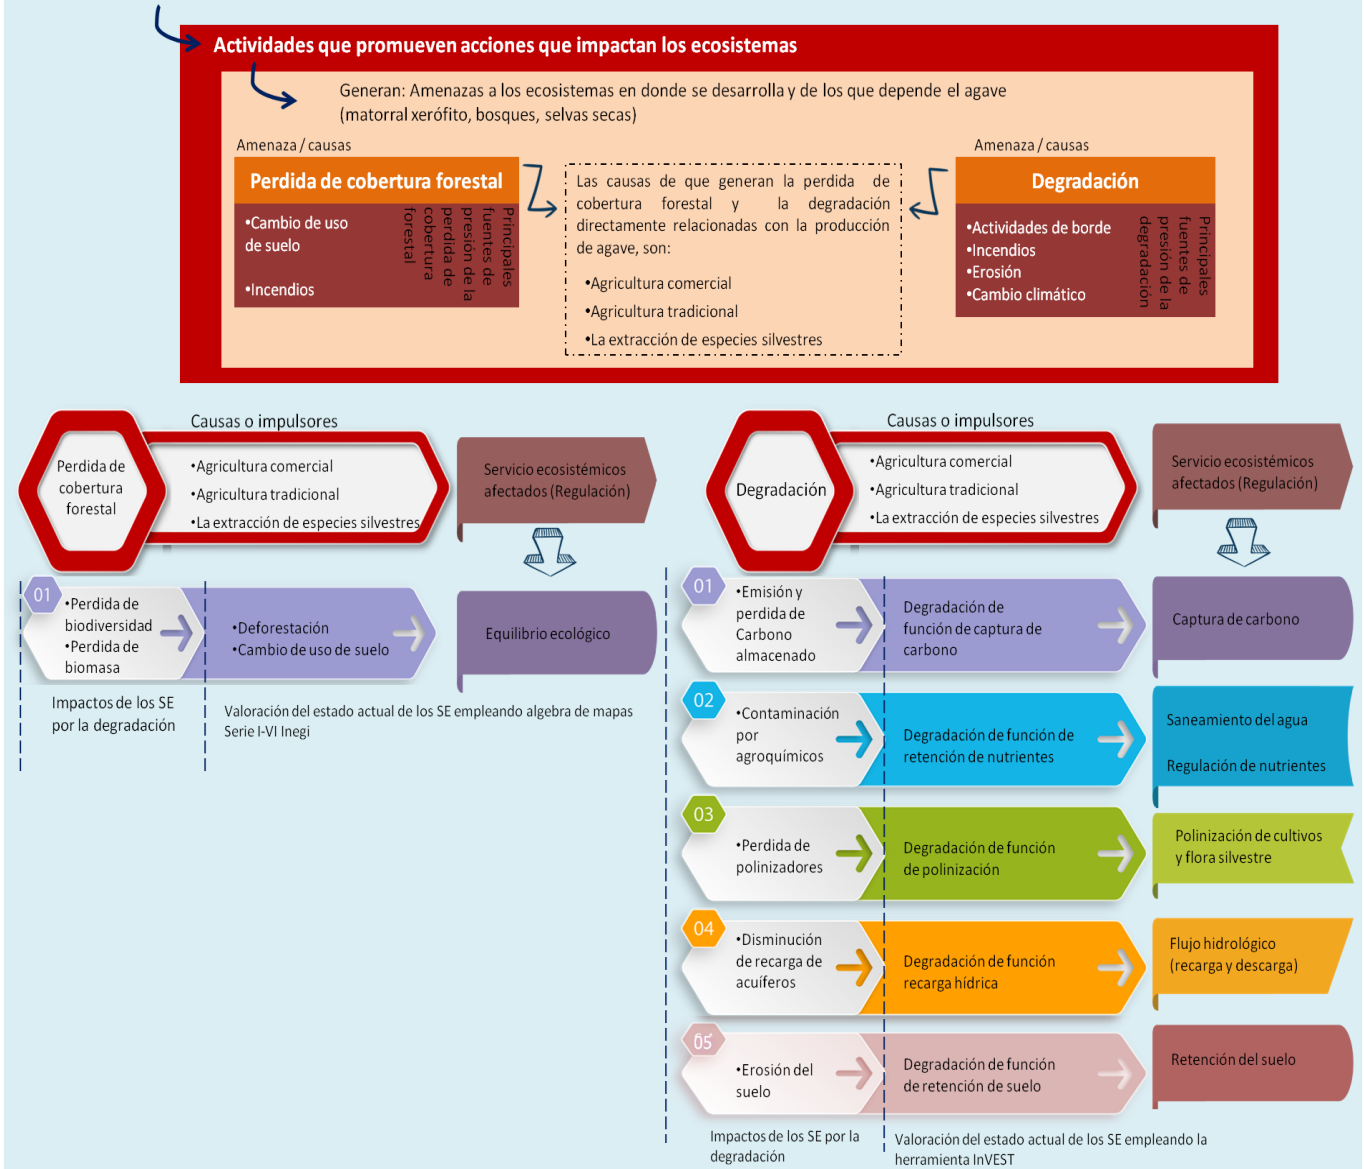 Actividades que promueven acciones que impactan los ecosistemas
Generan: Amenazas a los ecosistemas en donde se desarrolla y de los que depende el agave
(matorral xerófito, bosques, selvas secas)
Amenaza / causas
Perdida de cobertura forestal
•Cambio de uso
de suelo
•Incendios
Principales
fuentes de
presión de la
perdida de
cobertura
forestal
Las causas de que generan la perdida de
cobertura forestal y la degradación
directamente relacionadas con la producción
de agave, son:
•Agricultura comercial
•Agricultura tradicional
•La extracción de especies silvestres
Amenaza / causas
Degradación
•Actividades de borde
•Incendios
•Erosión
•Cambio climático
Principales
fuentes de
presión de la
degradación
Perdida de
cobertura
forestal
Causas o impulsores
•Agricultura comercial
•Agricultura tradicional
•La extracción de especies silvestres
Servicio ecosistémicos
afectados (Regulación)
01
•Perdida de
biodiversidad
•Perdida de
biomasa
•Deforestación
•Cambio de uso de suelo
Equilibrio ecológico
Impactos de los SE
por la degradación
Valoración del estado actual de los SE empleando algebra de mapas
Serie I-VI Inegi
Degradación
Causas o impulsores
•Agricultura comercial
•Agricultura tradicional
•La extracción de especies silvestres
Servicio ecosistémicos
afectados (Regulación)
01
•Emisión y
perdida de
Carbono
almacenado
Degradación de
función de captura de
carbono
Captura de carbono
02
•Contaminación
por
agroquímicos
Degradación de función de
retención de nutrientes
Saneamiento del agua
Regulación de nutrientes
03
•Perdida de
polinizadores
Degradación de función
de polinización
Polinización de cultivos
y flora silvestre
04
•Disminución
de recarga de
acuíferos
Degradación de función
recarga hídrica
Flujo hidrológico
(recarga y descarga)
05
•Erosión del
suelo
Degradación de función
de retención de suelo
Retención del suelo
Impactos de los SE por la
degradación
Valoración del estado actual de los SE empleando la
herramienta InVEST